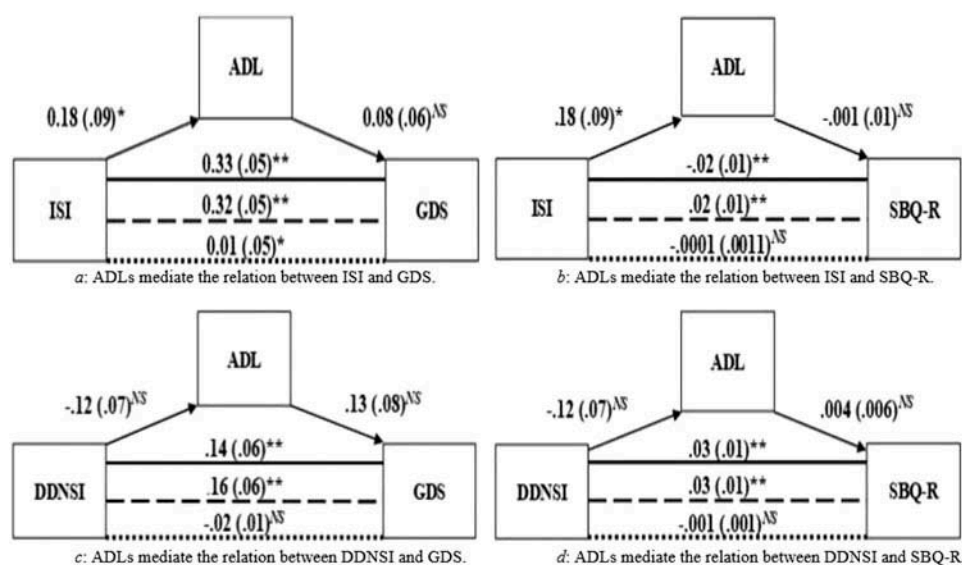 ADL
0.18 (.09)*
0.08 (.06)NS
0.33 (.05)**
ISI
0.32 (.05)**
GDS
0.01 (.05)*
a: ADLs mediate the relation between ISI and GDS.
ADL
.18 (.09)*
-.001 (.01)NS
-.02 (.01)**
ISI
.02 (.01)**
SBQ-R
-.0001 (.0011)NS
b: ADLs mediate the relation between ISI and SBQ-R.
ADL
-.12 (.07)NS
.13 (.08)NS
.14 (.06)**
DDNSI
.16 (.06)**
GDS
-.02 (.01)NS
c: ADLs mediate the relation between DDNSI and GDS.
ADL
-.12 (.07)NS
.004 (.006)NS
.03 (.01)**
DDNSI
.03 (.01)**
SBQ-R
-.001 (.001)NS
d: ADLs mediate the relation between DDNSI and SBQ-R